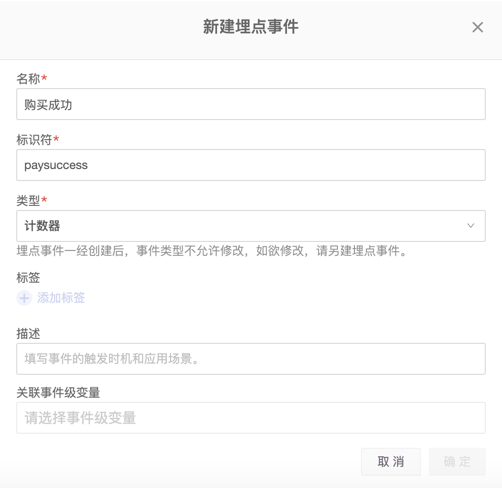 新建埋点事件
名称*
购买成功
标识符*
paysuccess
类型*
计数器
埋点事件一经创建后，事件类型不允许修改，如欲修改，请另建埋点事件。
标签
添加标签
描述
填写事件的触发时机和应用场景。
关联事件级变量
请选择事件级变量
取 消
确 定